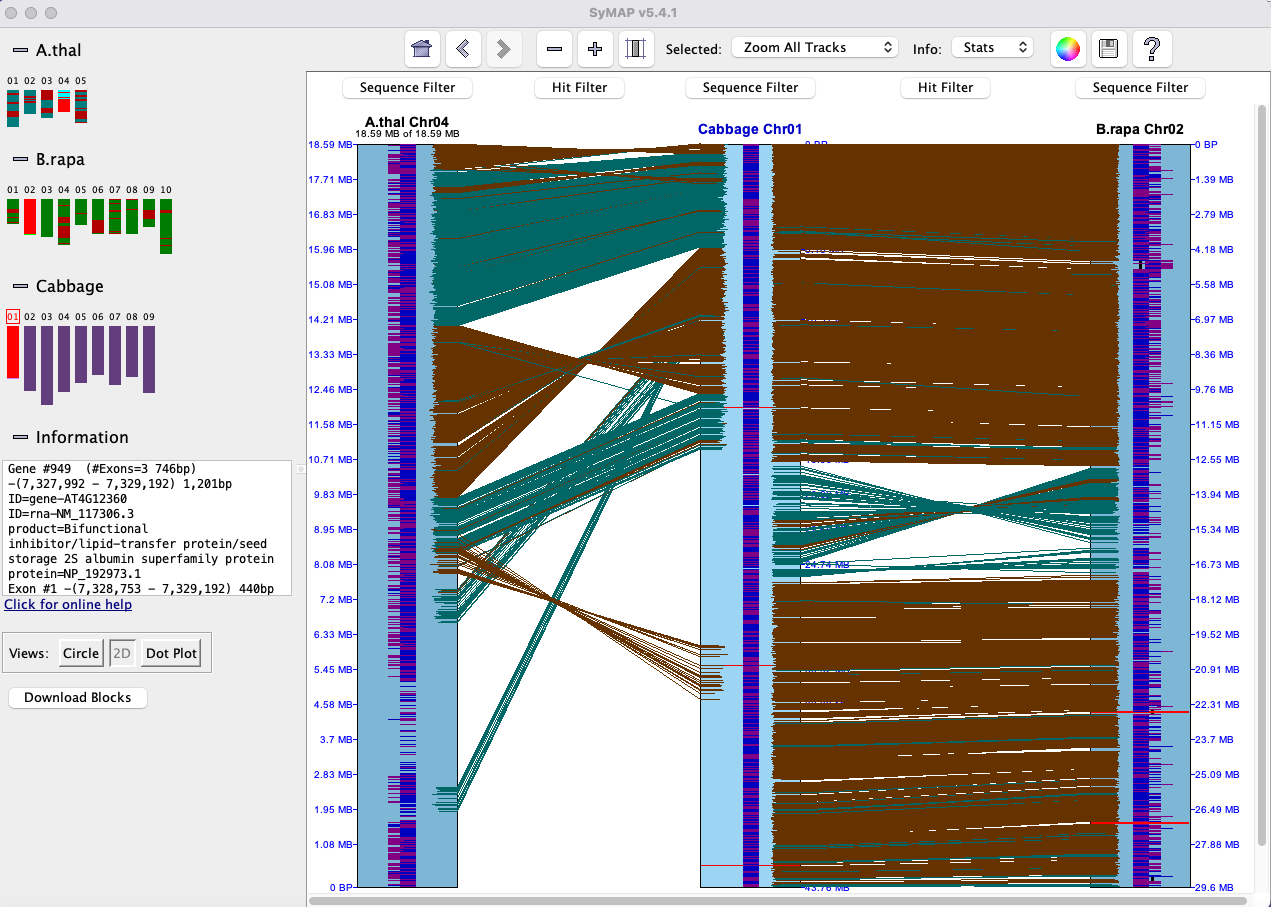 SyMAP v5.4.1
A.thal
01 02 03 04 05
B.rapa
01 02 03 04 05 06 07 08 09 10
Cabbage
01 02 03 04 05 06 07 08 09
Information
Gene #949 (#Exons=3 746bp)
-(7,327,992 - 7,329,192) 1,201bp
ID=gene-AT4G12360
ID=rna-NM_117306.3
product=Bifunctional
inhibitor/lipid-transfer protein/seed
storage 2S albumin superfamily protein
protein=NP_192973.1
Exon #1 -(7,328,753 - 7,329,192) 440bp
Click for online help
Views: Circle 2D Dot Plot
Download Blocks
Selected: Zoom All Tracks Info: Stats ?
Sequence Filter Hit Filter Sequence Filter Hit Filter Sequence Filter
A.thal Chr04
18.59 MB of 18.59 MB
Cabbage Chr01
B.rapa Chr02
18.59 MB
17.71 MB
16.83 MB
15.96 MB
15.08 MB
14.21 MB
13.33 MB
12.46 MB
11.58 MB
10.71 MB
9.83 MB
8.95 MB
8.08 MB
7.2 MB
6.33 MB
5.45 MB
4.58 MB
3.7 MB
2.83 MB
1.95 MB
1.08 MB
0 BP
0 BP
24.74 MB
43.76 MB
0 BP
1.39 MB
2.79 MB
4.18 MB
5.58 MB
6.97 MB
8.36 MB
9.76 MB
11.15 MB
12.55 MB
13.94 MB
15.34 MB
16.73 MB
18.12 MB
19.52 MB
20.91 MB
22.31 MB
23.7 MB
25.09 MB
26.49 MB
27.88 MB
29.6 MB